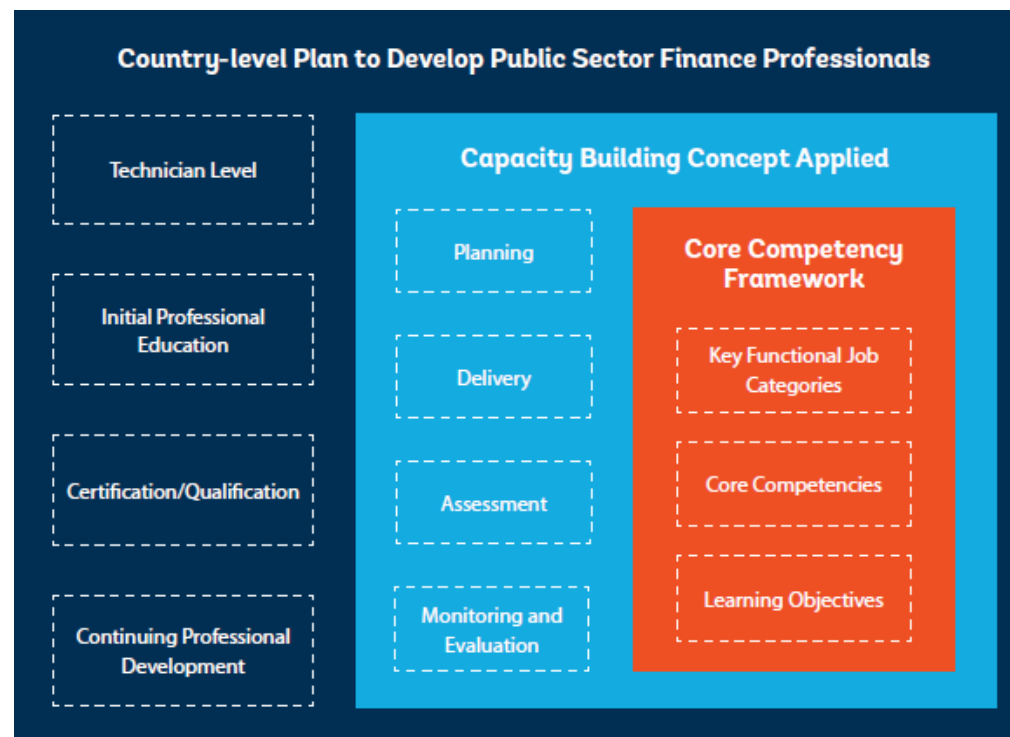 Country-level Plan to Develop Public Sector Finance Professionals
Technician Level
Initial Professional
Education
Certification/Qualification
Continuing Professional
Development
Capacity Building Concept Applied
Planning
Delivery
Assessment
Monitoring and
Evaluation
Core Competency
Framework
Key Functional Job
Categories
Core Competencies
Learning Objectives